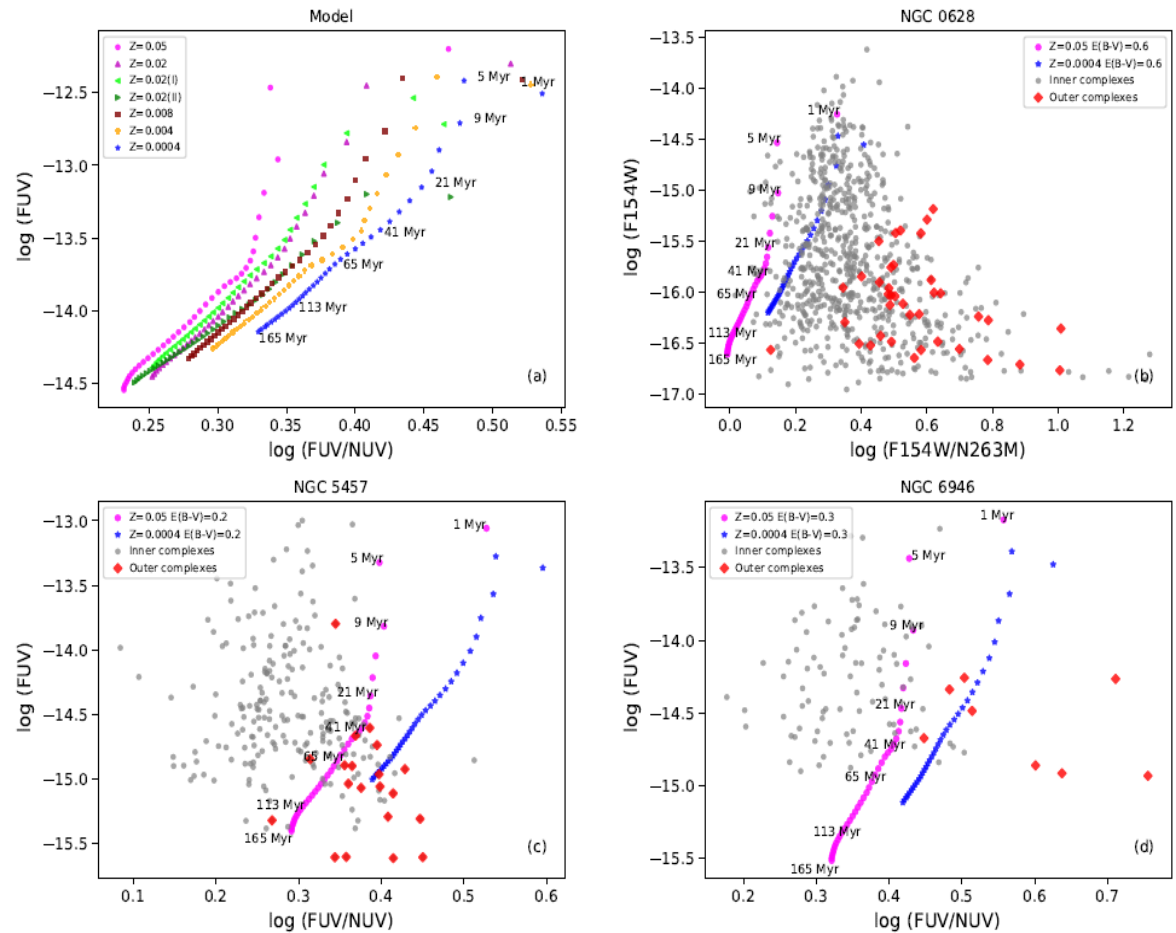 Model
log (FUV)
−12.5
−13.0
−13.5
−14.0
−14.5
Z=0.05
Z=0.02
Z=0.02(I)
Z=0.02(II)
Z=0.008
Z=0.004
Z=0.0004
5 Myr
1 Myr
9 Myr
21 Myr
41 Myr
65 Myr
113 Myr
165 Myr
(a)
0.25 0.30 0.35 0.40 0.45 0.50 0.55
log (FUV/NUV)
NGC 0628
log (F154W)
−13.5
−14.0
−14.5
−15.0
−15.5
−16.0
−16.5
−17.0
Z=0.05 E(B-V)=0.6
Z=0.0004 E(B-V)=0.6
Inner complexes
Outer complexes
1 Myr
5 Myr
9 Myr
21 Myr
41 Myr
65 Myr
113 Myr
165 Myr
(b)
0.0 0.2 0.4 0.6 0.8 1.0 1.2
log (F154W/N263M)
NGC 5457
log (FUV)
−13.0
−13.5
−14.0
−14.5
−15.0
−15.5
Z=0.05 E(B-V)=0.2
Z=0.0004 E(B-V)=0.2
Inner complexes
Outer complexes
1 Myr
5 Myr
9 Myr
21 Myr
41 Myr
65 Myr
113 Myr
165 Myr
(c)
0.1 0.2 0.3 0.4 0.5 0.6
log (FUV/NUV)
NGC 6946
log (FUV)
−13.5
−14.0
−14.5
−15.0
−15.5
Z=0.05 E(B-V)=0.3
Z=0.0004 E(B-V)=0.3
Inner complexes
Outer complexes
1 Myr
5 Myr
9 Myr
21 Myr
41 Myr
65 Myr
113 Myr
165 Myr
(d)
0.2 0.3 0.4 0.5 0.6 0.7
log (FUV/NUV)